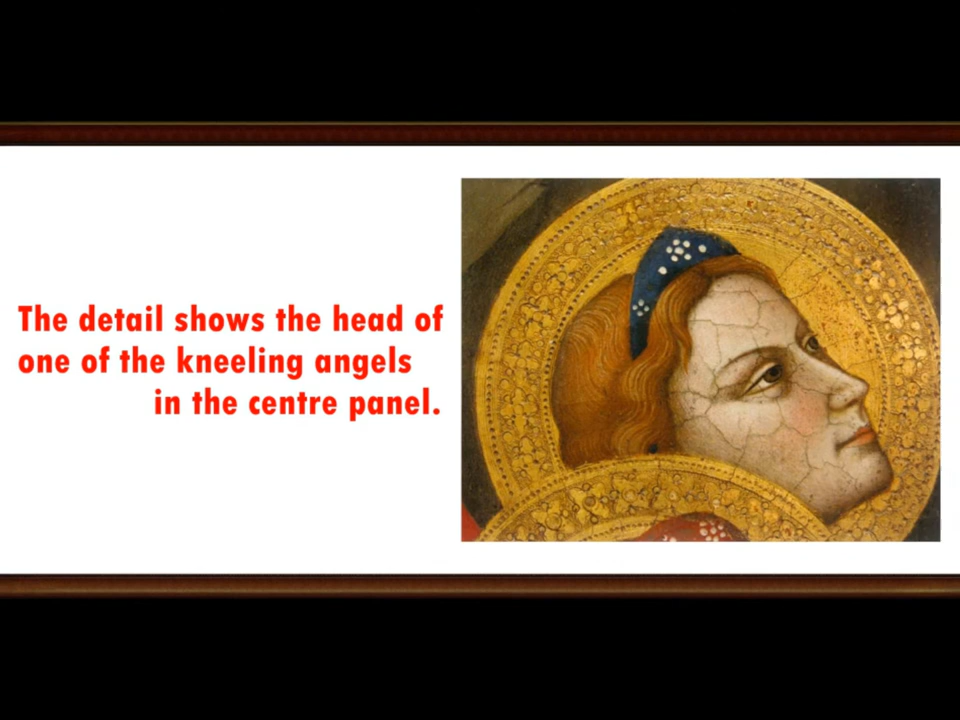 The detail shows the head of
one of the kneeling angels
in the centre panel.